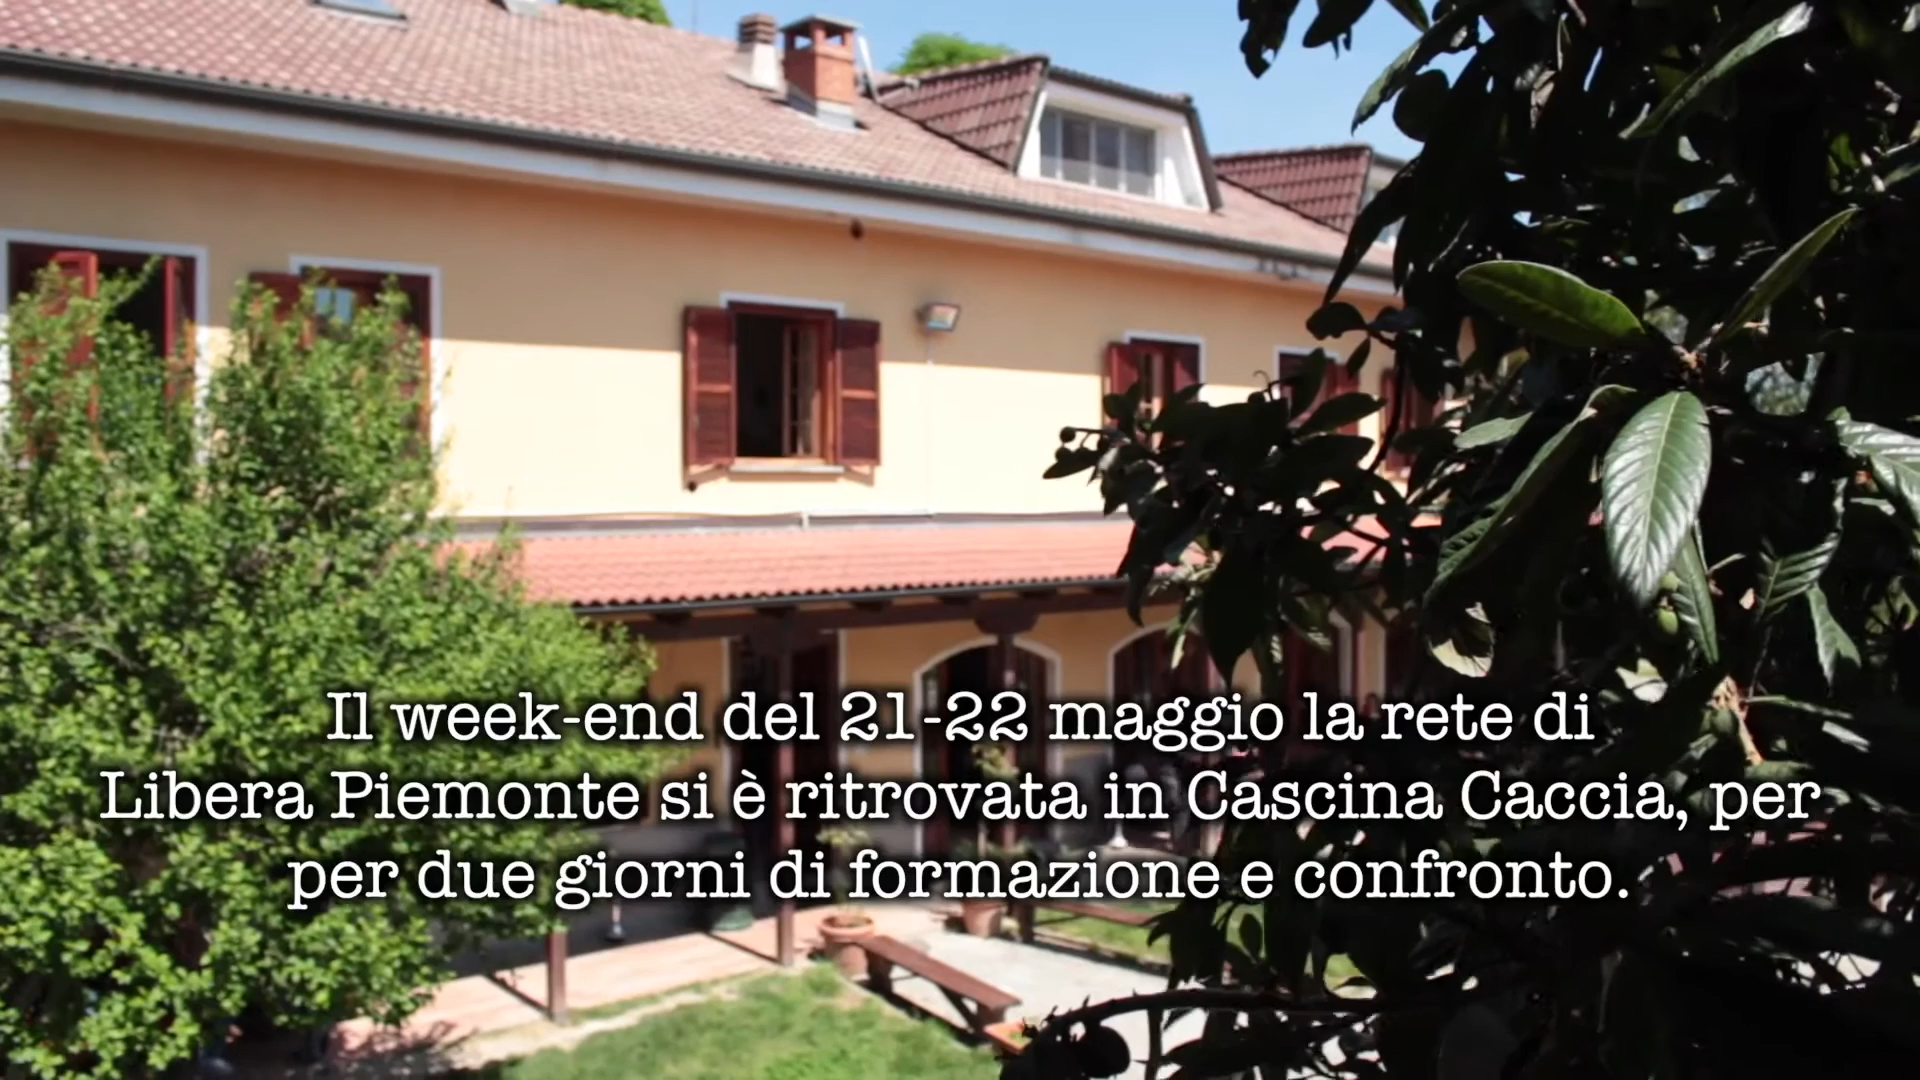 Il week-end del 21-22 maggio la rete di
Libera Piemonte si è ritrovata in Cascina Caccia, per
per due giorni di formazione e confronto.